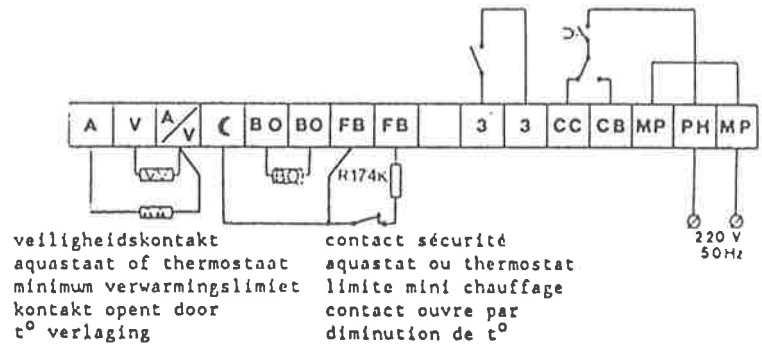 A V A/V ☾ BO BO FB FB 3 3 CC CB MP PH MP
R174K
220 V
50Hz
veiligheidskontakt contact sécurité
aquastaat of thermostaat aquastat ou thermostat
minimum verwarmingslimiet limite mini chauffage
kontakt opent door contact ouvre par
t° verlaging diminution de t°